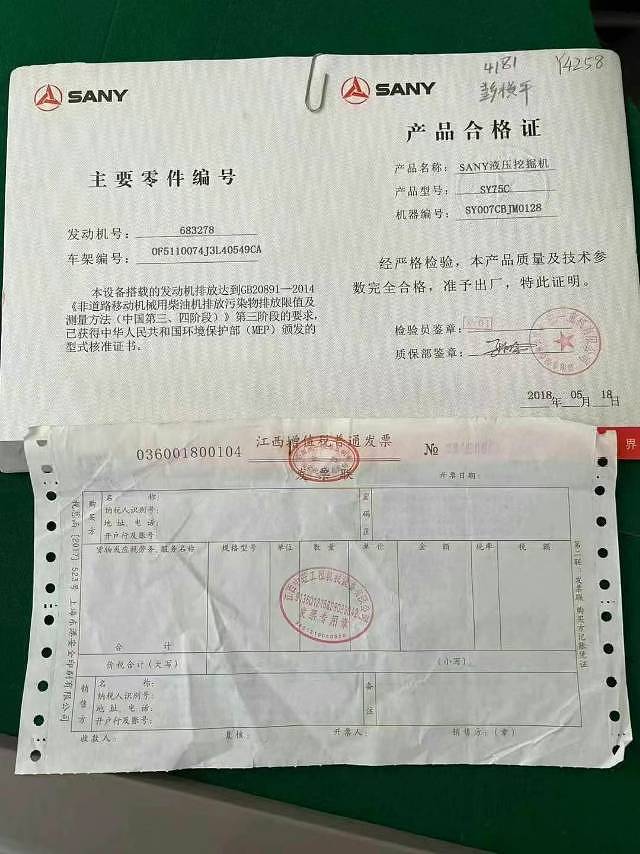 SANY
主要零件编号
发动机号: 683278
车架编号: OF5110074J3L40549CA
本设备搭载的发动机排放达到GB20891—2014
《非道路移动机械用柴油机排放污染物排放限值及
测量方法（中国第三、四阶段）》第三阶段的要求,
已获得中华人民共和国环境保护部（MEP）颁发的
型式核准证书。
SANY
4181
Y4258
产品合格证
产品名称: SANY液压挖掘机
产品型号: SY75C
机器编号: SY007CBJM0128
经严格检验，本产品质量及技术参
数完全合格，准予出厂，特此证明。
检验员鉴章:
质保部鉴章:
2018年 05月 18日
界
036001800104
江西增值税普通发票
发票联
№
开票日期:
购买方
名 称:
纳税人识别号:
地址、电话:
开户行及账号:
密码区
货物或应税劳务、服务名称 规格型号 单位 数量 单价 金额 税率 税额
合 计
价税合计（大写） （小写）
销售方
名 称:
纳税人识别号:
地址、电话:
开户行及账号:
备注
收款人: 复核: 开票人: 销售方:（章）
发票专用章
第二联：发票联 购买方记账凭证